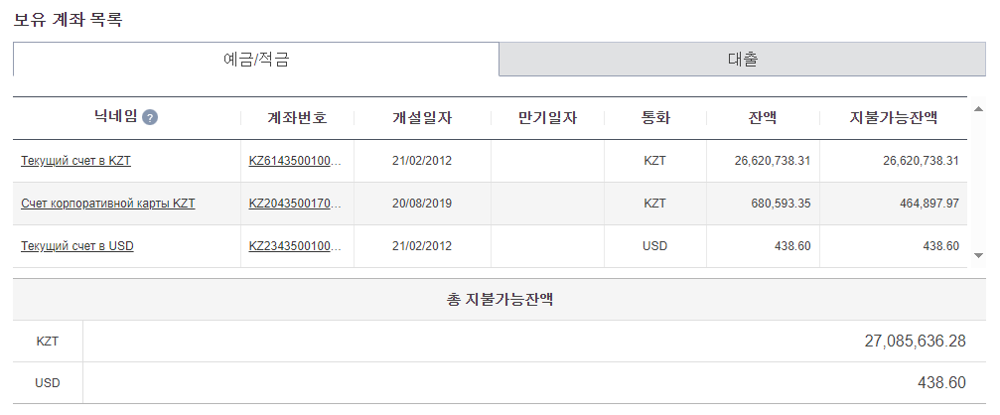 보유 계좌 목록
예금/적금 대출
닉네임 ? 계좌번호 개설일자 만기일자 통화 잔액 지불가능잔액
Текущий счет в KZT KZ6143500100... 21/02/2012 KZT 26,620,738.31 26,620,738.31
Счет корпоративной карты KZT KZ2043500170... 20/08/2019 KZT 680,593.35 464,897.97
Текущий счет в USD KZ2343500100... 21/02/2012 USD 438.60 438.60
총 지불가능잔액
KZT 27,085,636.28
USD 438.60